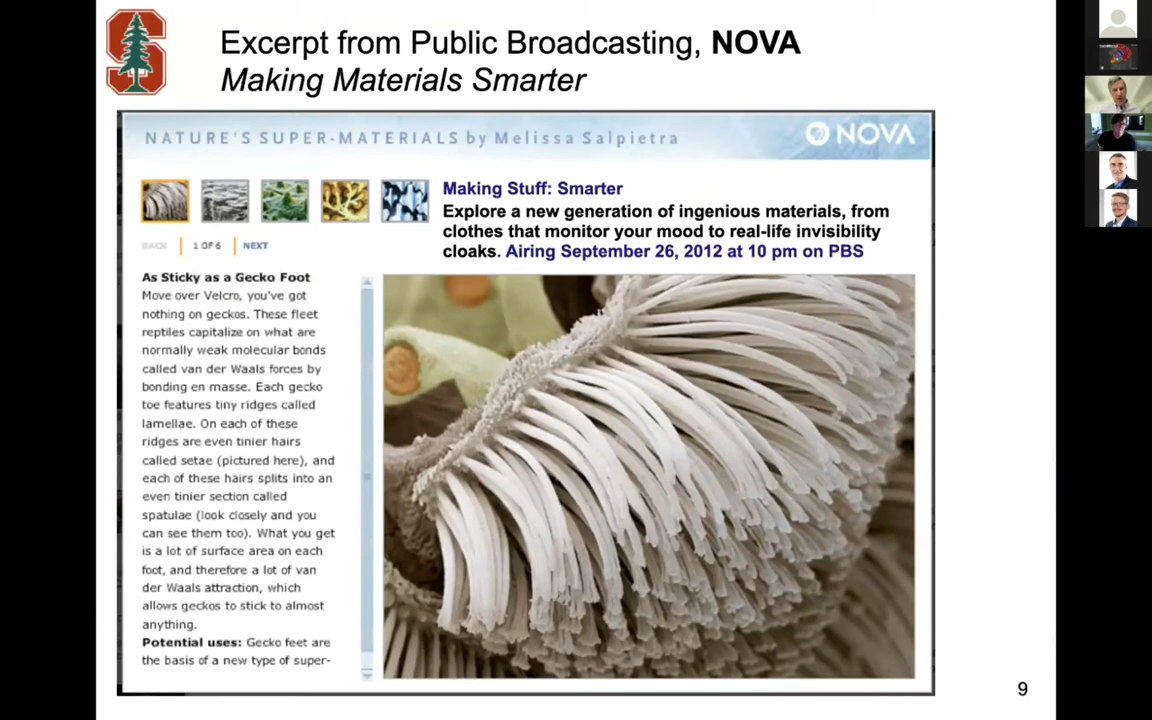 Excerpt from Public Broadcasting, NOVA
Making Materials Smarter
NATURE'S SUPER-MATERIALS by Melissa Salpietra
NOVA
Making Stuff: Smarter
Explore a new generation of ingenious materials, from
clothes that monitor your mood to real-life invisibility
cloaks. Airing September 26, 2012 at 10 pm on PBS
BACK | 1 OF 6 | NEXT
As Sticky as a Gecko Foot
Move over Velcro, you've got
nothing on geckos. These fleet
reptiles capitalize on what are
normally weak molecular bonds
called van der Waals forces by
bonding en masse. Each gecko
toe features tiny ridges called
lamellae. On each of these
ridges are even tinier hairs
called setae (pictured here), and
each of these hairs splits into an
even tinier section called
spatulae (look closely and you
can see them too). What you get
is a lot of surface area on each
foot, and therefore a lot of van
der Waals attraction, which
allows geckos to stick to almost
anything.
Potential uses: Gecko feet are
the basis of a new type of super-
9